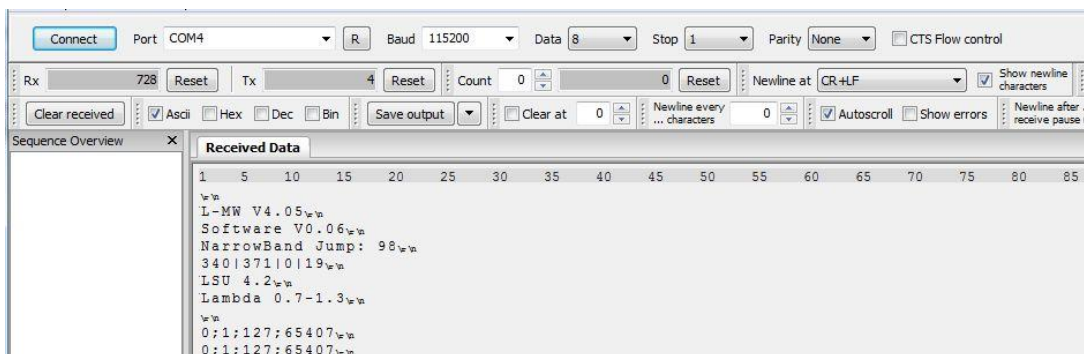 Connect Port COM4 R Baud 115200 Data 8 Stop 1 Parity None CTS Flow control
Rx 728 Reset Tx 4 Reset Count 0 0 Reset Newline at CR+LF Show newline characters
Clear received Ascii Hex Dec Bin Save output Clear at 0 Newline every ... characters 0 Autoscroll Show errors Newline after receive pause
Sequence Overview X Received Data
1 5 10 15 20 25 30 35 40 45 50 55 60 65 70 75 80 85
\r\n
L-MW V4.05\r\n
Software V0.06\r\n
NarrowBand Jump: 98\r\n
340|371|0|19\r\n
LSU 4.2\r\n
Lambda 0.7-1.3\r\n
\r\n
0;1;127;65407\r\n
0;1;127;65407\r\n